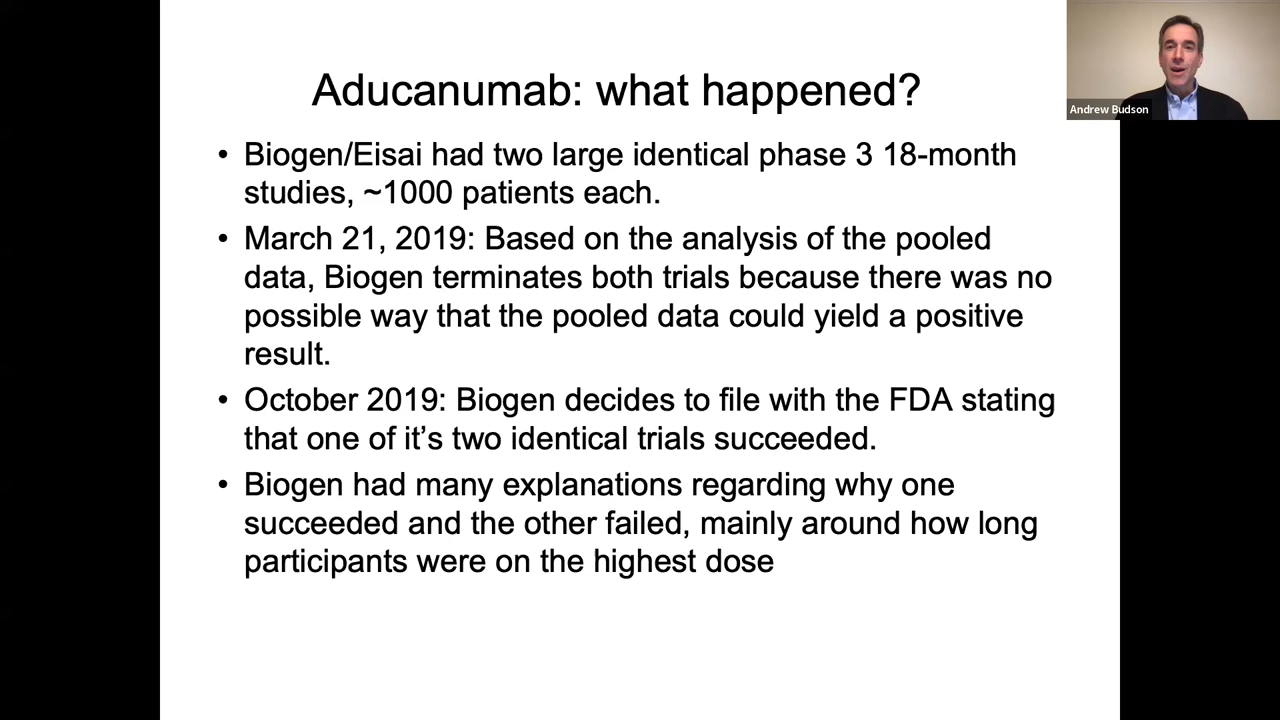 Aducanumab: what happened?
• Biogen/Eisai had two large identical phase 3 18-month
studies, ~1000 patients each.
• March 21, 2019: Based on the analysis of the pooled
data, Biogen terminates both trials because there was no
possible way that the pooled data could yield a positive
result.
• October 2019: Biogen decides to file with the FDA stating
that one of it’s two identical trials succeeded.
• Biogen had many explanations regarding why one
succeeded and the other failed, mainly around how long
participants were on the highest dose
Andrew Budson